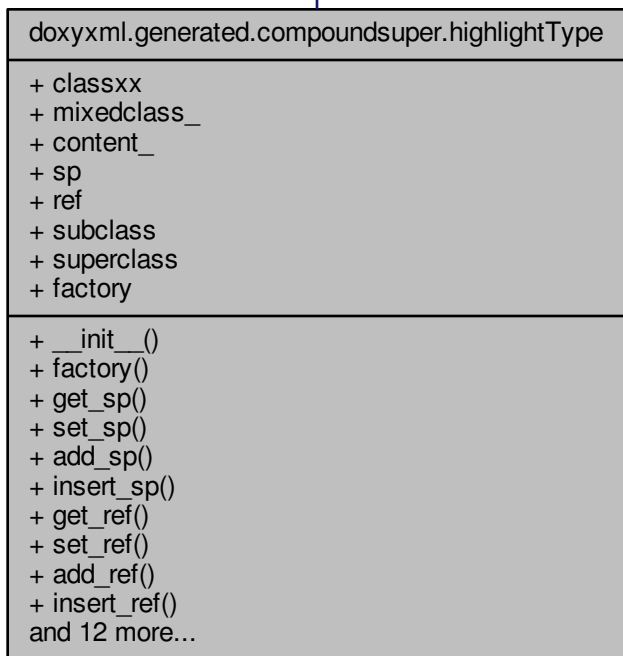 doxyxml.generated.compoundsuper.highlightType
+ classxx
+ mixedclass_
+ content_
+ sp
+ ref
+ subclass
+ superclass
+ factory
+ __init__()
+ factory()
+ get_sp()
+ set_sp()
+ add_sp()
+ insert_sp()
+ get_ref()
+ set_ref()
+ add_ref()
+ insert_ref()
and 12 more...